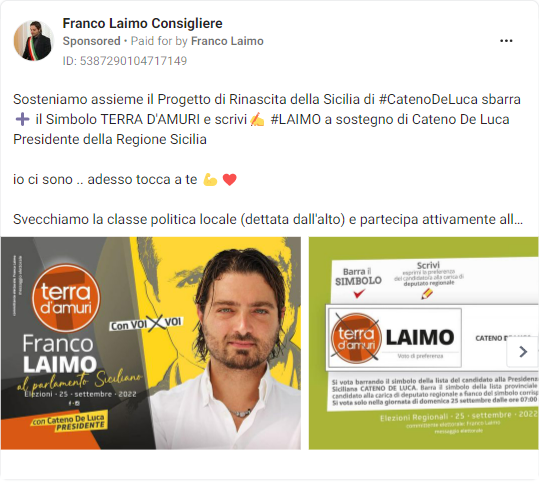 Franco Laimo Consigliere
Sponsored • Paid for by Franco Laimo
ID: 5387290104717149
Sosteniamo assieme il Progetto di Rinascita della Sicilia di #CatenoDeLuca sbarra
➕ il Simbolo TERRA D'AMURI e scrivi✍️ #LAIMO a sostegno di Cateno De Luca
Presidente della Regione Sicilia
io ci sono .. adesso tocca a te 💪 ❤️
Svecchiamo la classe politica locale (dettata dall'alto) e partecipa attivamente all...
terra
d'amuri
Con VOI X VOI
Franco
LAIMO
al parlamento Siciliano
Elezioni - 25 - settembre - 2022
con Cateno De Luca
PRESIDENTE
Barra il
SIMBOLO
Scrivi
esprimi la preferenza
del candidato/a alla carica di
deputato regionale
terra
d'amuri
LAIMO
Voto di preferenza
CATENO DE LUCA
Si vota barrando il simbolo della lista del candidato alla Presidenza
Siciliana CATENO DE LUCA. Barra il simbolo della lista provinciale
candidato alla carica di deputato regionale a fianco del simbolo corrisp
Si vota solo nella giornata di domenica 25 settembre dalle ore 07:00
Elezioni Regionali - 25 - settembre - 2022
committente elettorale: Franco Laimo
messaggio elettorale